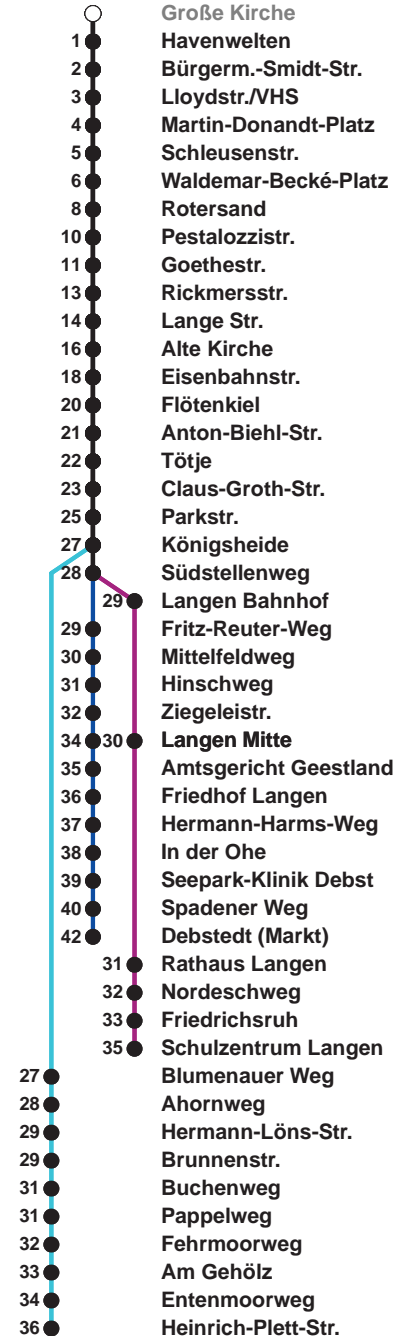 Große Kirche
1 Havenwelten
2 Bürgerm.-Smidt-Str.
3 Lloydstr./VHS
4 Martin-Donandt-Platz
5 Schleusenstr.
6 Waldemar-Becké-Platz
8 Rotersand
10 Pestalozzistr.
11 Goethestr.
13 Rickmersstr.
14 Lange Str.
16 Alte Kirche
18 Eisenbahnstr.
20 Flötenkiel
21 Anton-Biehl-Str.
22 Tötje
23 Claus-Groth-Str.
25 Parkstr.
27 Königsheide
28 Südstellenweg
29 Langen Bahnhof
29 Fritz-Reuter-Weg
30 Mittelfeldweg
31 Hinschweg
32 Ziegeleistr.
34 30 Langen Mitte
35 Amtsgericht Geestland
36 Friedhof Langen
37 Hermann-Harms-Weg
38 In der Ohe
39 Seepark-Klinik Debst
40 Spadener Weg
42 Debstedt (Markt)
31 Rathaus Langen
32 Nordeschweg
33 Friedrichsruh
35 Schulzentrum Langen
27 Blumenauer Weg
28 Ahornweg
29 Hermann-Löns-Str.
29 Brunnenstr.
31 Buchenweg
31 Pappelweg
32 Fehrmoorweg
33 Am Gehölz
34 Entenmoorweg
36 Heinrich-Plett-Str.